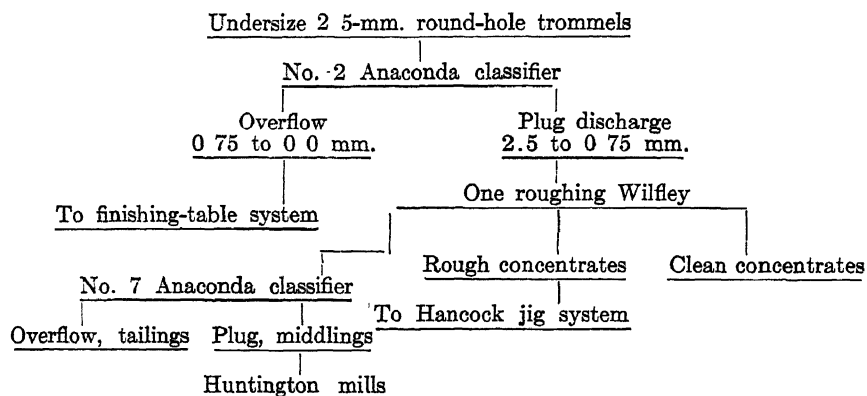 Undersize 2 5-mm. round-hole trommels
No. 2 Anaconda classifier
Overflow
0 75 to 0 0 mm.
Plug discharge
2.5 to 0 75 mm.
One roughing Wilfley
To finishing-table system
Rough concentrates
Clean concentrates
No. 7 Anaconda classifier
To Hancock jig system
Overflow, tailings
Plug, middlings
Huntington mills